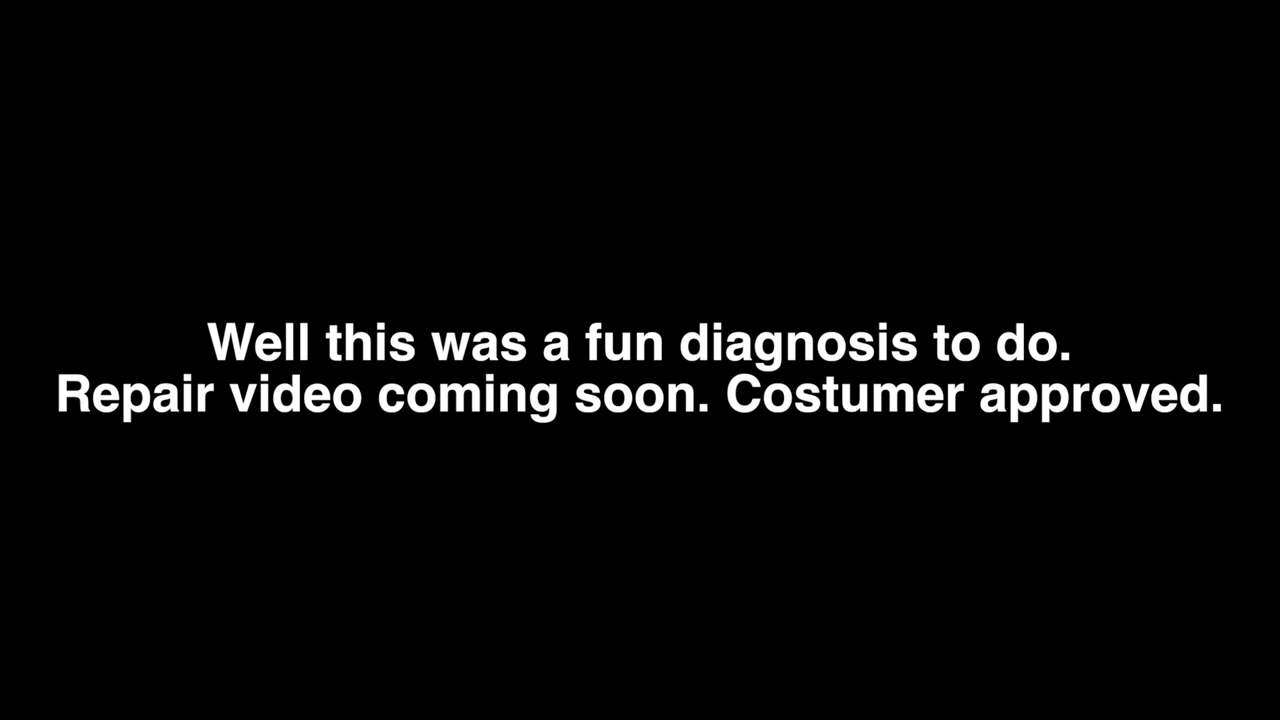 Well this was a fun diagnosis to do.
Repair video coming soon. Costumer approved.